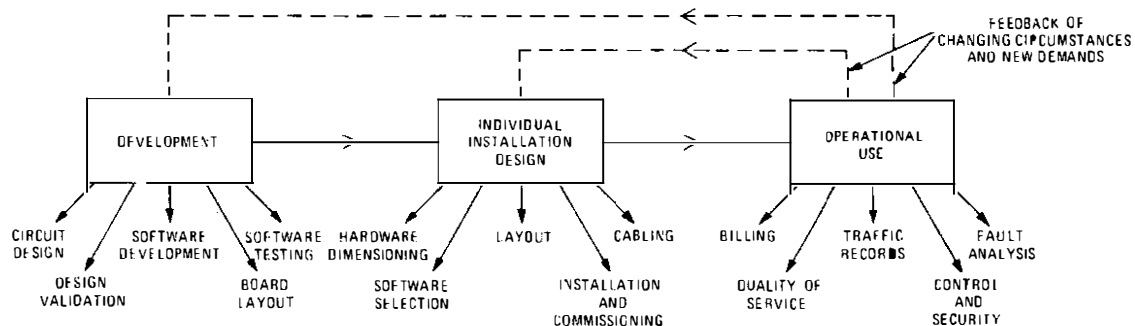 FEEDBACK OF
CHANGING CIRCUMSTANCES
AND NEW DEMANDS
DEVELOPMENT
INDIVIDUAL
INSTALLATION
DESIGN
OPERATIONAL
USE
CIRCUIT
DESIGN
DESIGN
VALIDATION
SOFTWARE
DEVELOPMENT
BOARD
LAYOUT
SOFTWARE
TESTING
HARDWARE
DIMENSIONING
SOFTWARE
SELECTION
LAYOUT
INSTALLATION
AND
COMMISSIONING
CABLING
BILLING
QUALITY OF
SERVICE
TRAFFIC
RECORDS
CONTROL
AND
SECURITY
FAULT
ANALYSIS